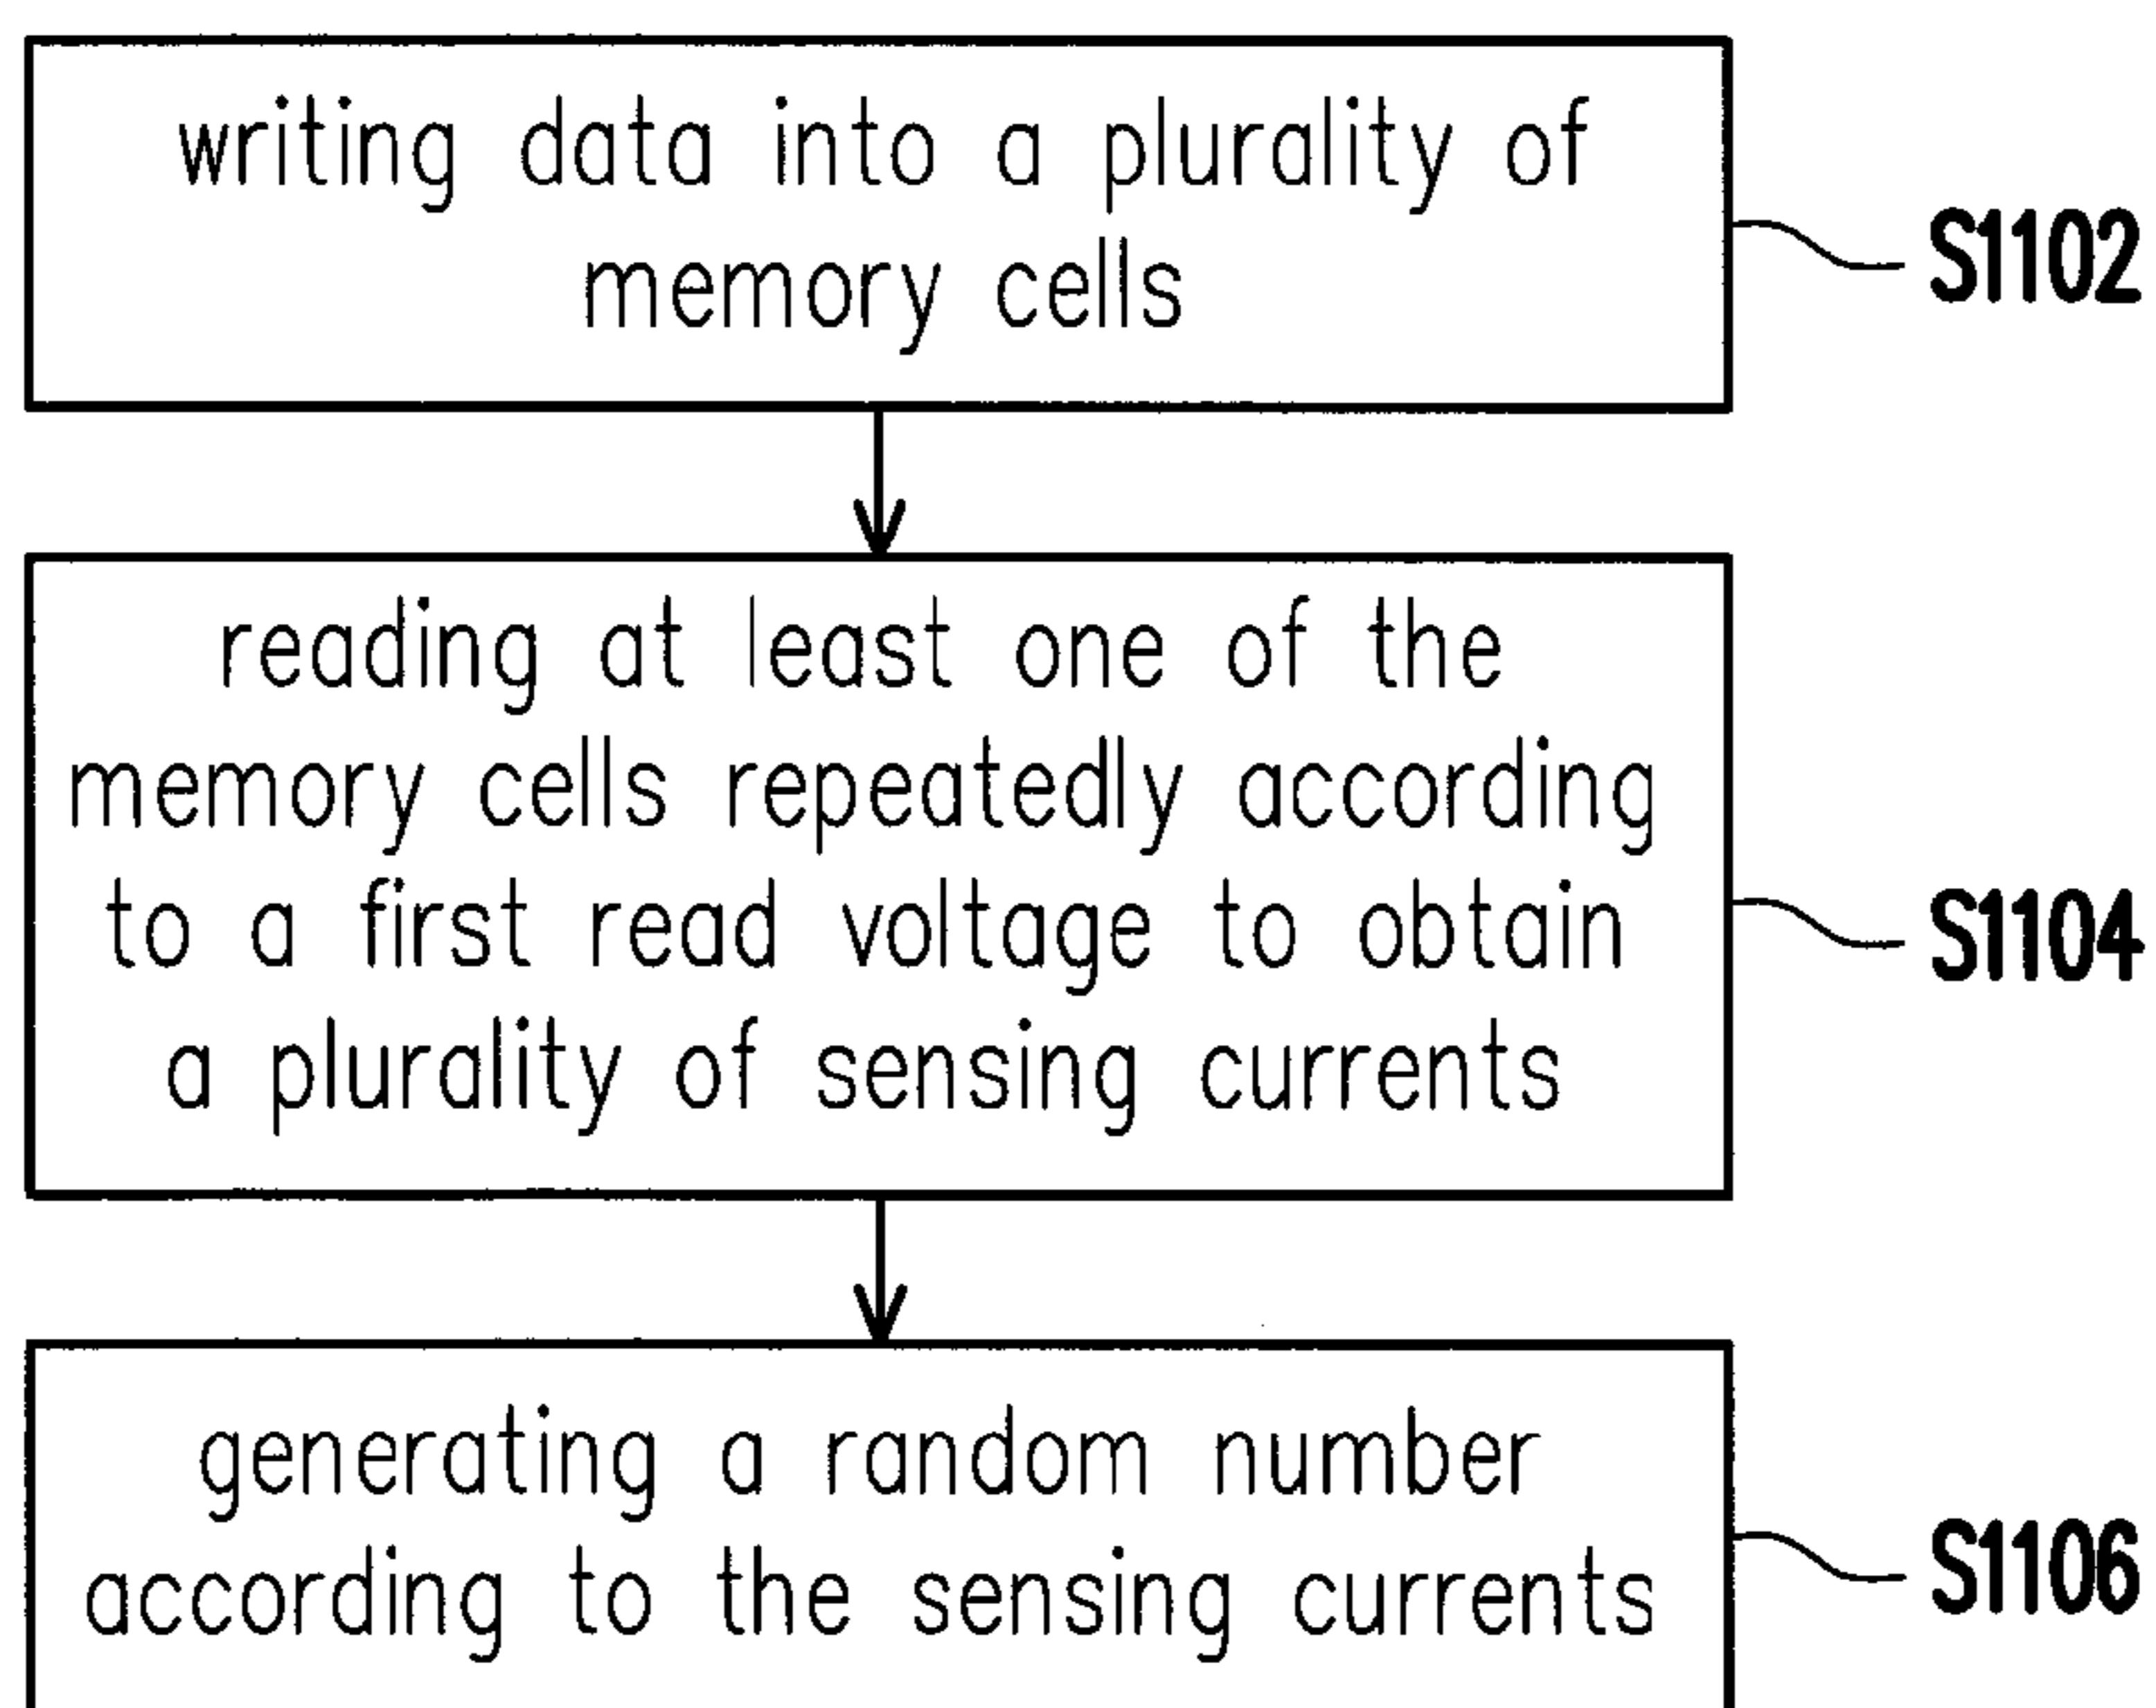 writing data into a plurality of
memory cells
S1102
reading at least one of the
memory cells repeatedly according
to a first read voltage to obtain
a plurality of sensing currents
S1104
generating a random number
according to the sensing currents
S1106